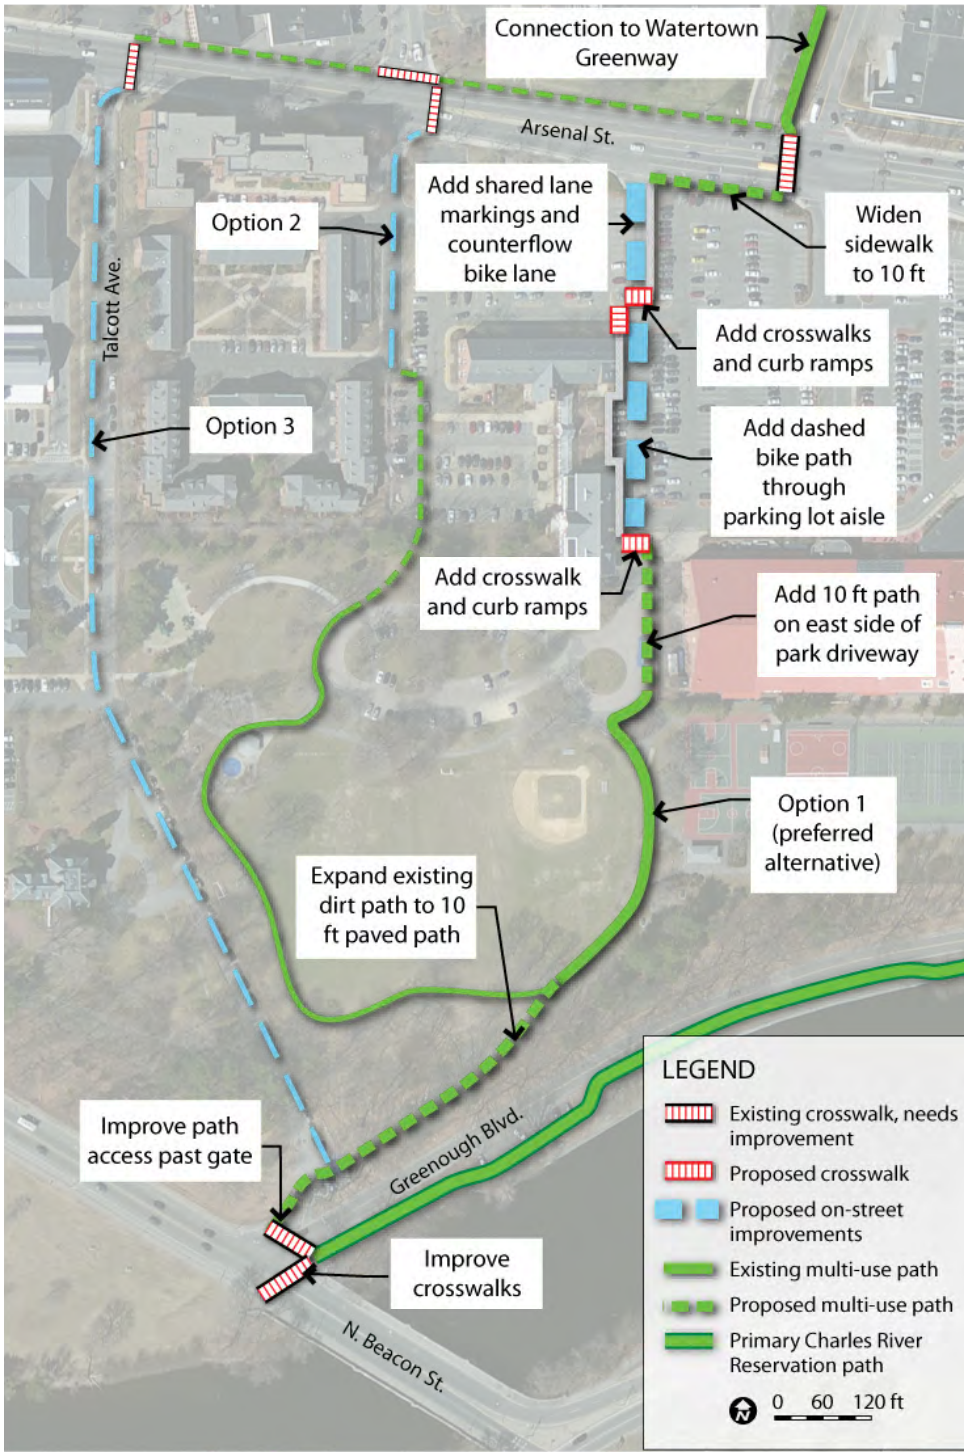 Connection to Watertown
Greenway
Arsenal St.
Add shared lane
markings and
counterflow
bike lane
Widen
sidewalk
to 10 ft
Option 2
Talcott Ave.
Add crosswalks
and curb ramps
Option 3
Add dashed
bike path
through
parking lot aisle
Add crosswalk
and curb ramps
Add 10 ft path
on east side of
park driveway
Option 1
(preferred
alternative)
Expand existing
dirt path to 10
ft paved path
Improve path
access past gate
Greenough Blvd.
Improve
crosswalks
N. Beacon St.
LEGEND
Existing crosswalk, needs
improvement
Proposed crosswalk
Proposed on-street
improvements
Existing multi-use path
Proposed multi-use path
Primary Charles River
Reservation path
N
0 60 120 ft